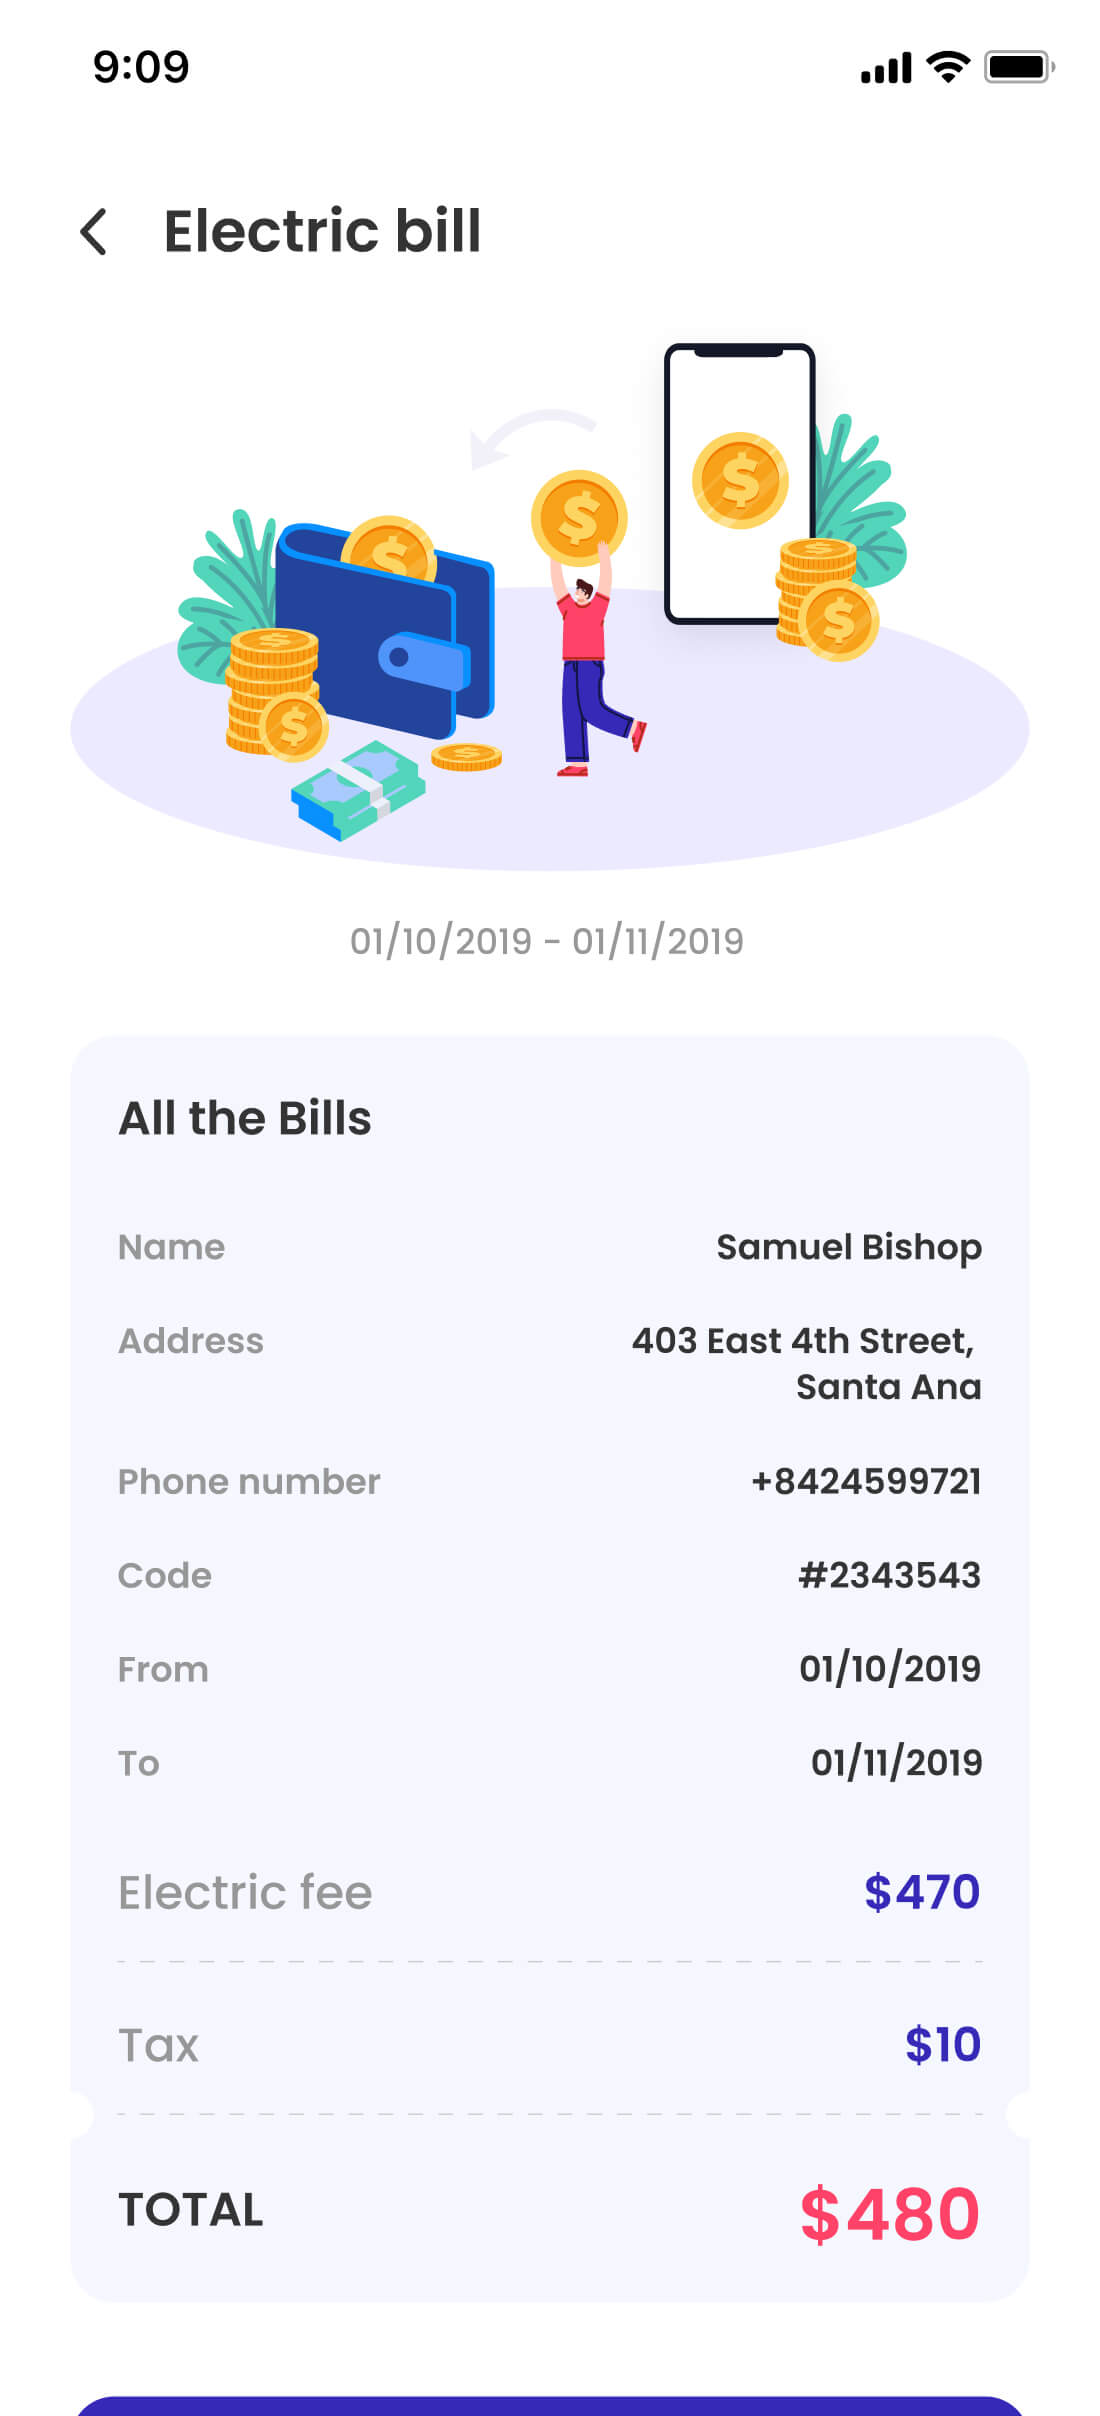 9:09
Electric bill
01/10/2019 - 01/11/2019
All the Bills
Name Samuel Bishop
Address 403 East 4th Street,
Santa Ana
Phone number +8424599721
Code #2343543
From 01/10/2019
To 01/11/2019
Electric fee $470
Tax $10
TOTAL $480